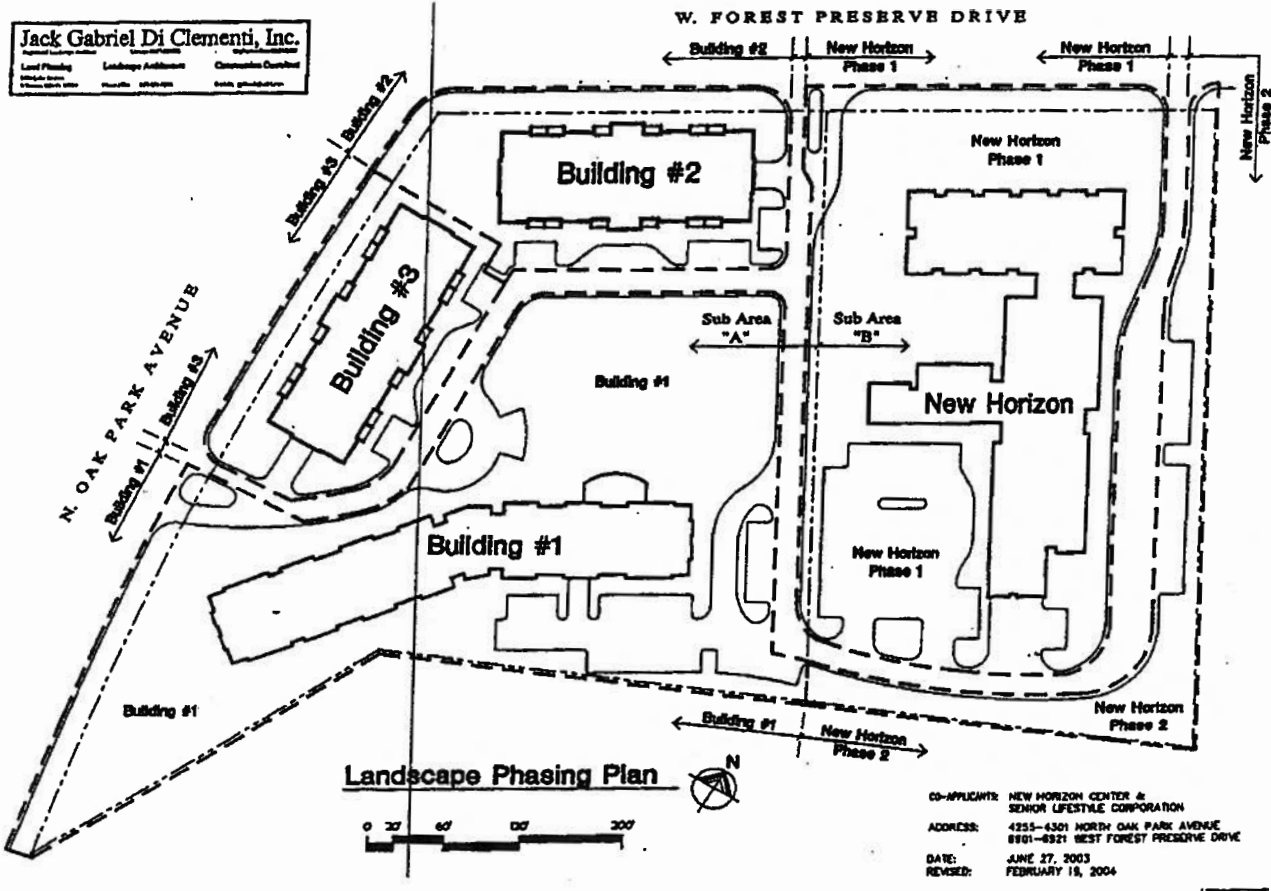 W. FOREST PRESERVE DRIVE
Jack Gabriel Di Clementi, Inc.
Land Planning Landscape Architecture Construction Consultant
Building #2
New Horizon
Phase 1
New Horizon
Phase 1
New Horizon
Phase 2
Building #2
Building #3
New Horizon
Phase 1
Building #2
Building #3
N. OAK PARK AVENUE
Building #3
Building #1
Sub Area
"A"
Sub Area
"B"
Building #1
New Horizon
Building #1
New Horizon
Phase 1
Building #1
New Horizon
Phase 2
Building #1
New Horizon
Phase 2
Landscape Phasing Plan
N
0 20' 60' 120' 200'
CO-APPLICANTS: NEW HORIZON CENTER &
SENIOR LIFESTYLE CORPORATION
ADDRESS: 4255-4301 NORTH OAK PARK AVENUE
WEST FOREST PRESERVE DRIVE
DATE: JUNE 27, 2003
REVISED: FEBRUARY 19, 2004